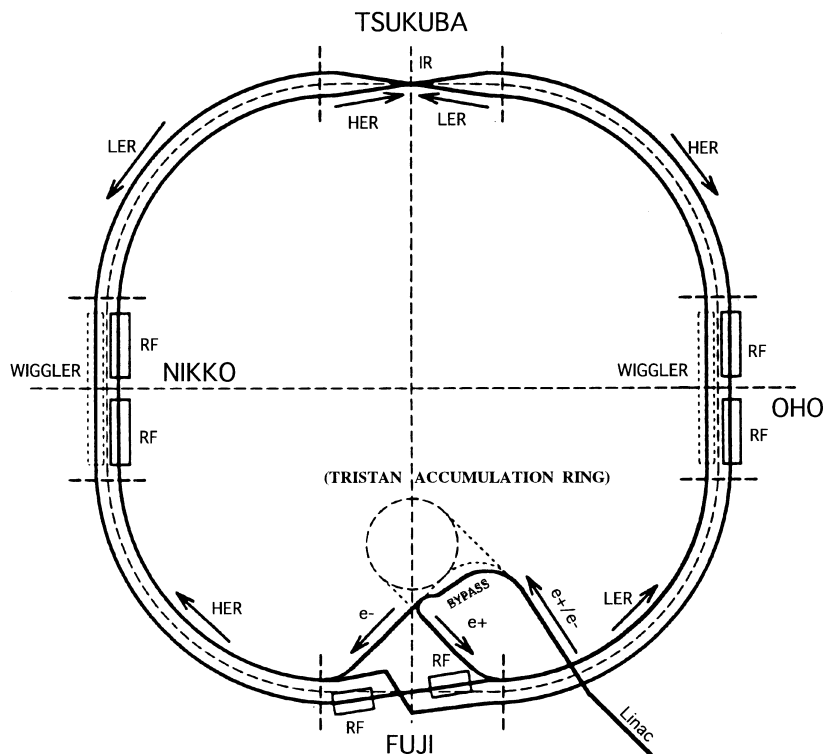 TSUKUBA
IR
HER
LER
LER
HER
RF
RF
WIGGLER
NIKKO
WIGGLER
OHO
RF
RF
(TRISTAN ACCUMULATION RING)
BYPASS
e+/e-
HER
e-
e+
LER
RF
RF
Linac
FUJI